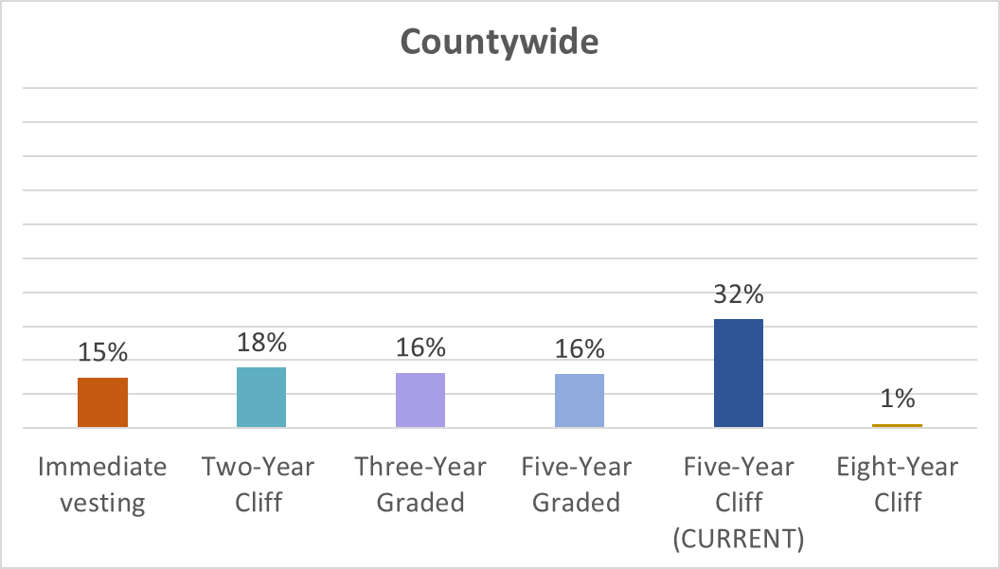 Countywide
32%
18%
16%
16%
15%
1%
Immediate Two-Year Three-Year Five-Year Five-Year Eight-Year
vesting Cliff Graded Graded Cliff Cliff
(CURRENT)